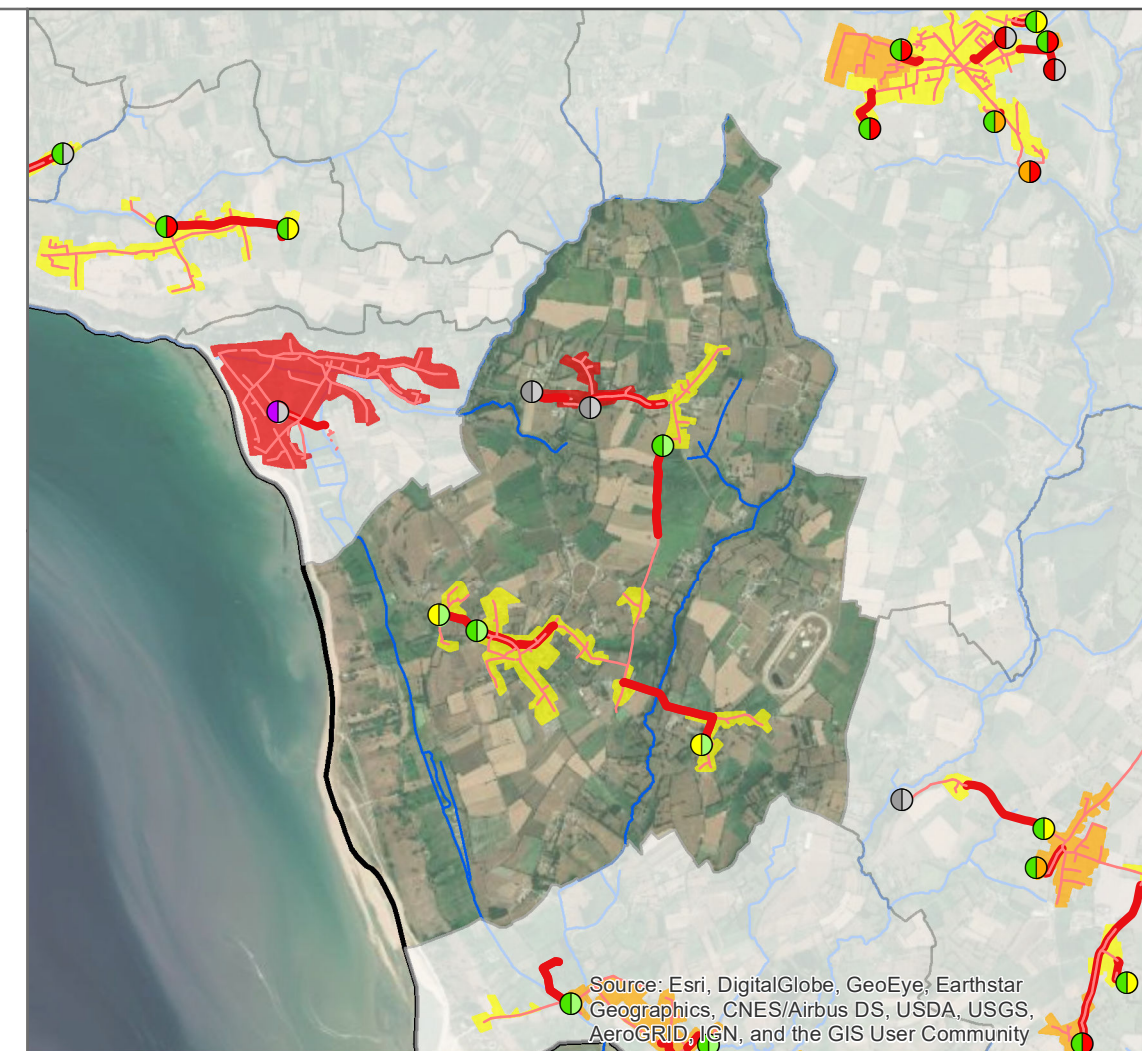 Source: Esri, DigitalGlobe, GeoEye, Earthstar
Geographics, CNES/Airbus DS, USDA, USGS,
AeroGRID, IGN, and the GIS User Community